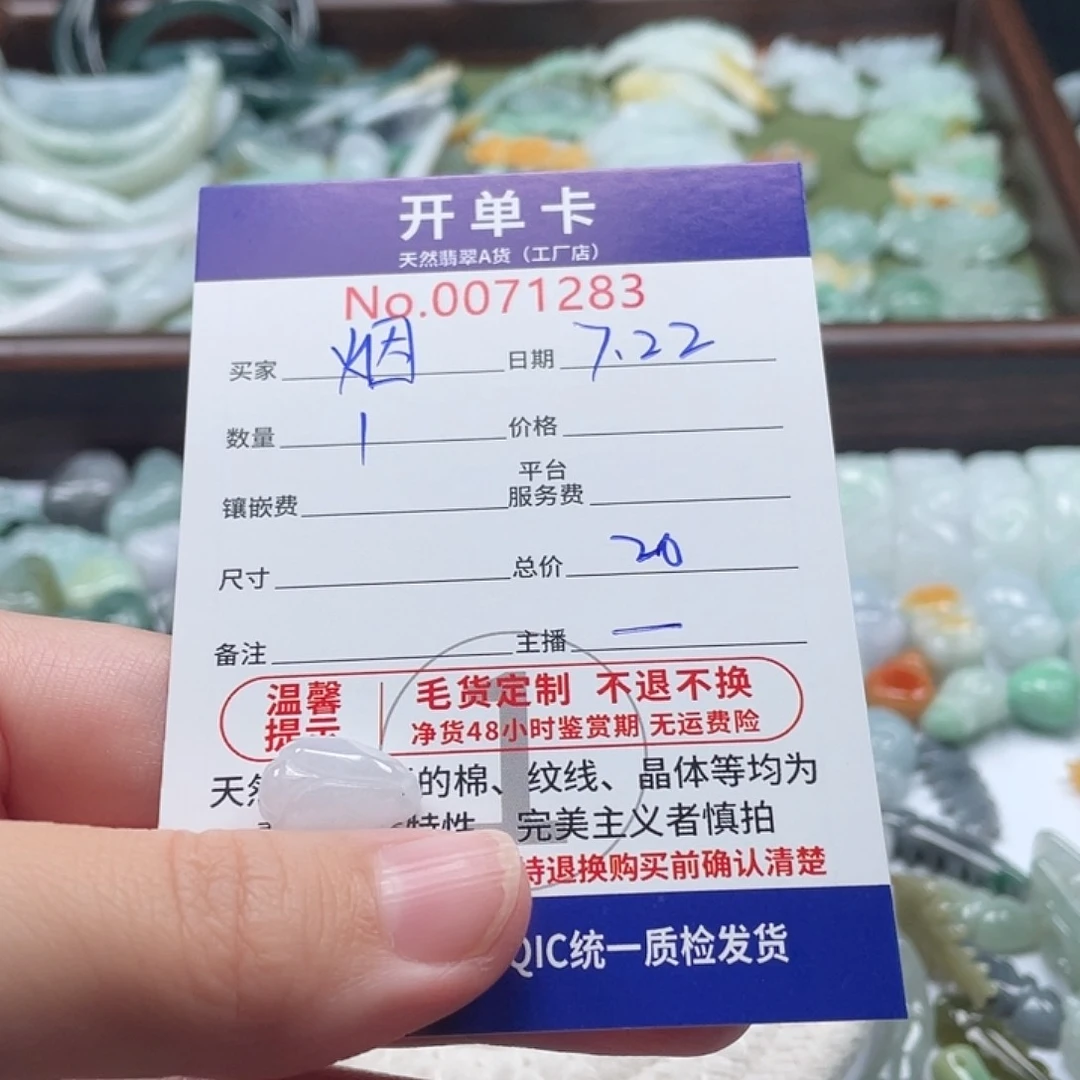 开单卡
天然翡翠A货（工厂店）
No.0071283
买家 烟 日期 7.22
数量 1 价格
镶嵌费 平台服务费
尺寸 总价 20
备注 主播 一
温馨提示 毛货定制 不退不换
净货48小时鉴赏期 无运费险
天 的棉、纹线、晶体等均为
特性 完美主义者慎拍
退换购买前确认清楚
QIC统一质检发货